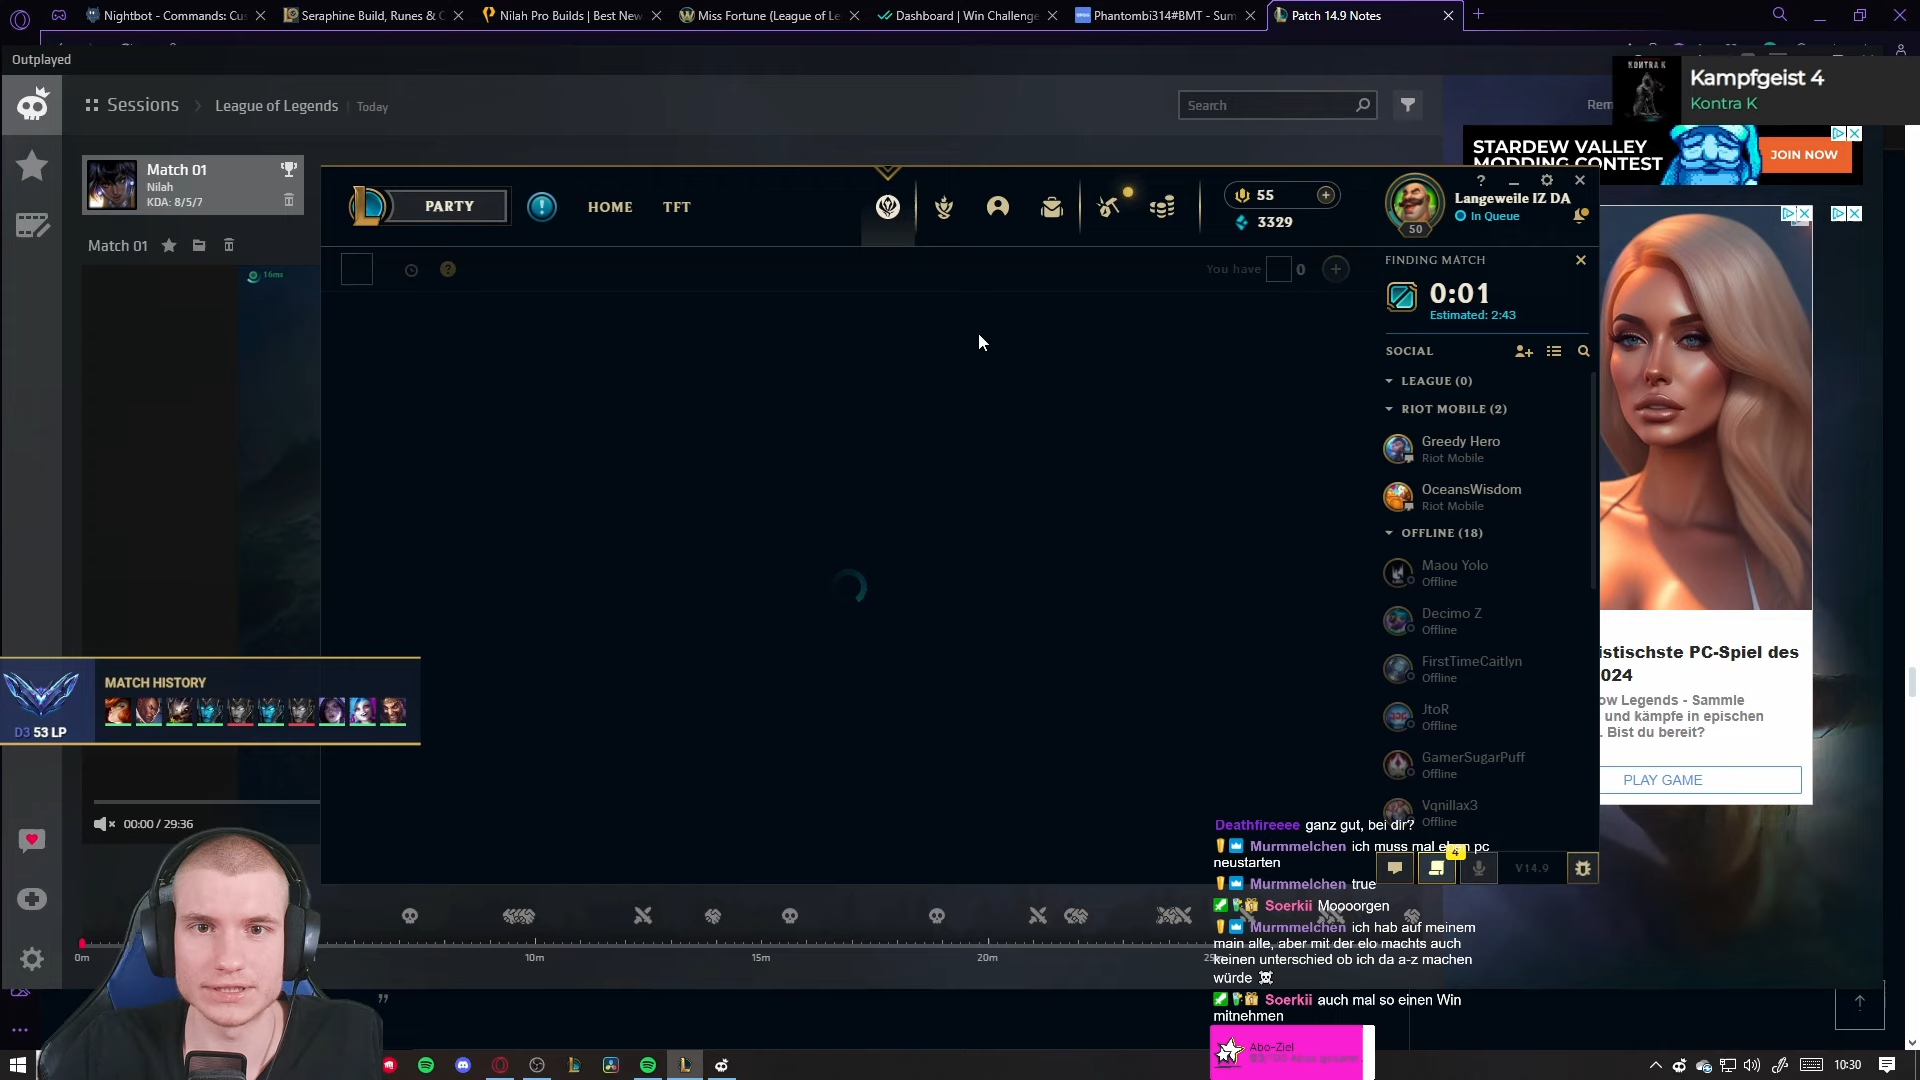 Nightbot - Commands: Cus
Seraphine Build, Runes & C
Nilah Pro Builds | Best New
Miss Fortune (League of Le
Dashboard | Win Challenge
Phantombi314#BMT - Sum
Patch 14.9 Notes
Outplayed
Sessions
League of Legends
Today
Search
Rem
KONTRA K
Kampfgeist 4
Kontra K
STARDEW VALLEY
MODDING CONTEST
JOIN NOW
Match 01
Nilah
KDA: 8/5/7
Match 01
16ms
PARTY
HOME
TFT
55
3329
50
Langeweile IZ DA
In Queue
You have
0
FINDING MATCH
0:01
Estimated: 2:43
SOCIAL
LEAGUE (0)
RIOT MOBILE (2)
Greedy Hero
Riot Mobile
OceansWisdom
Riot Mobile
OFFLINE (18)
Maou Yolo
Offline
Decimo Z
Offline
FirstTimeCaitlyn
Offline
JtoR
Offline
GamerSugarPuff
Offline
Vqnillax3
Offline
4
V14.9
istischste PC-Spiel des
024
ow Legends - Sammle
und kämpfe in epischen
. Bist du bereit?
PLAY GAME
MATCH HISTORY
D3 53 LP
00:00 / 29:36
0m
10m
15m
20m
25m
Deathfireeee ganz gut, bei dir?
Murmmelchen ich muss mal eben pc
neustarten
Murmmelchen true
Soerkii Moooorgen
Murmmelchen ich hab auf meinem
main alle, aber mit der elo machts auch
keinen unterschied ob ich da a-z machen
würde
Soerkii auch mal so einen Win
mitnehmen
Abo-Ziel
10:30